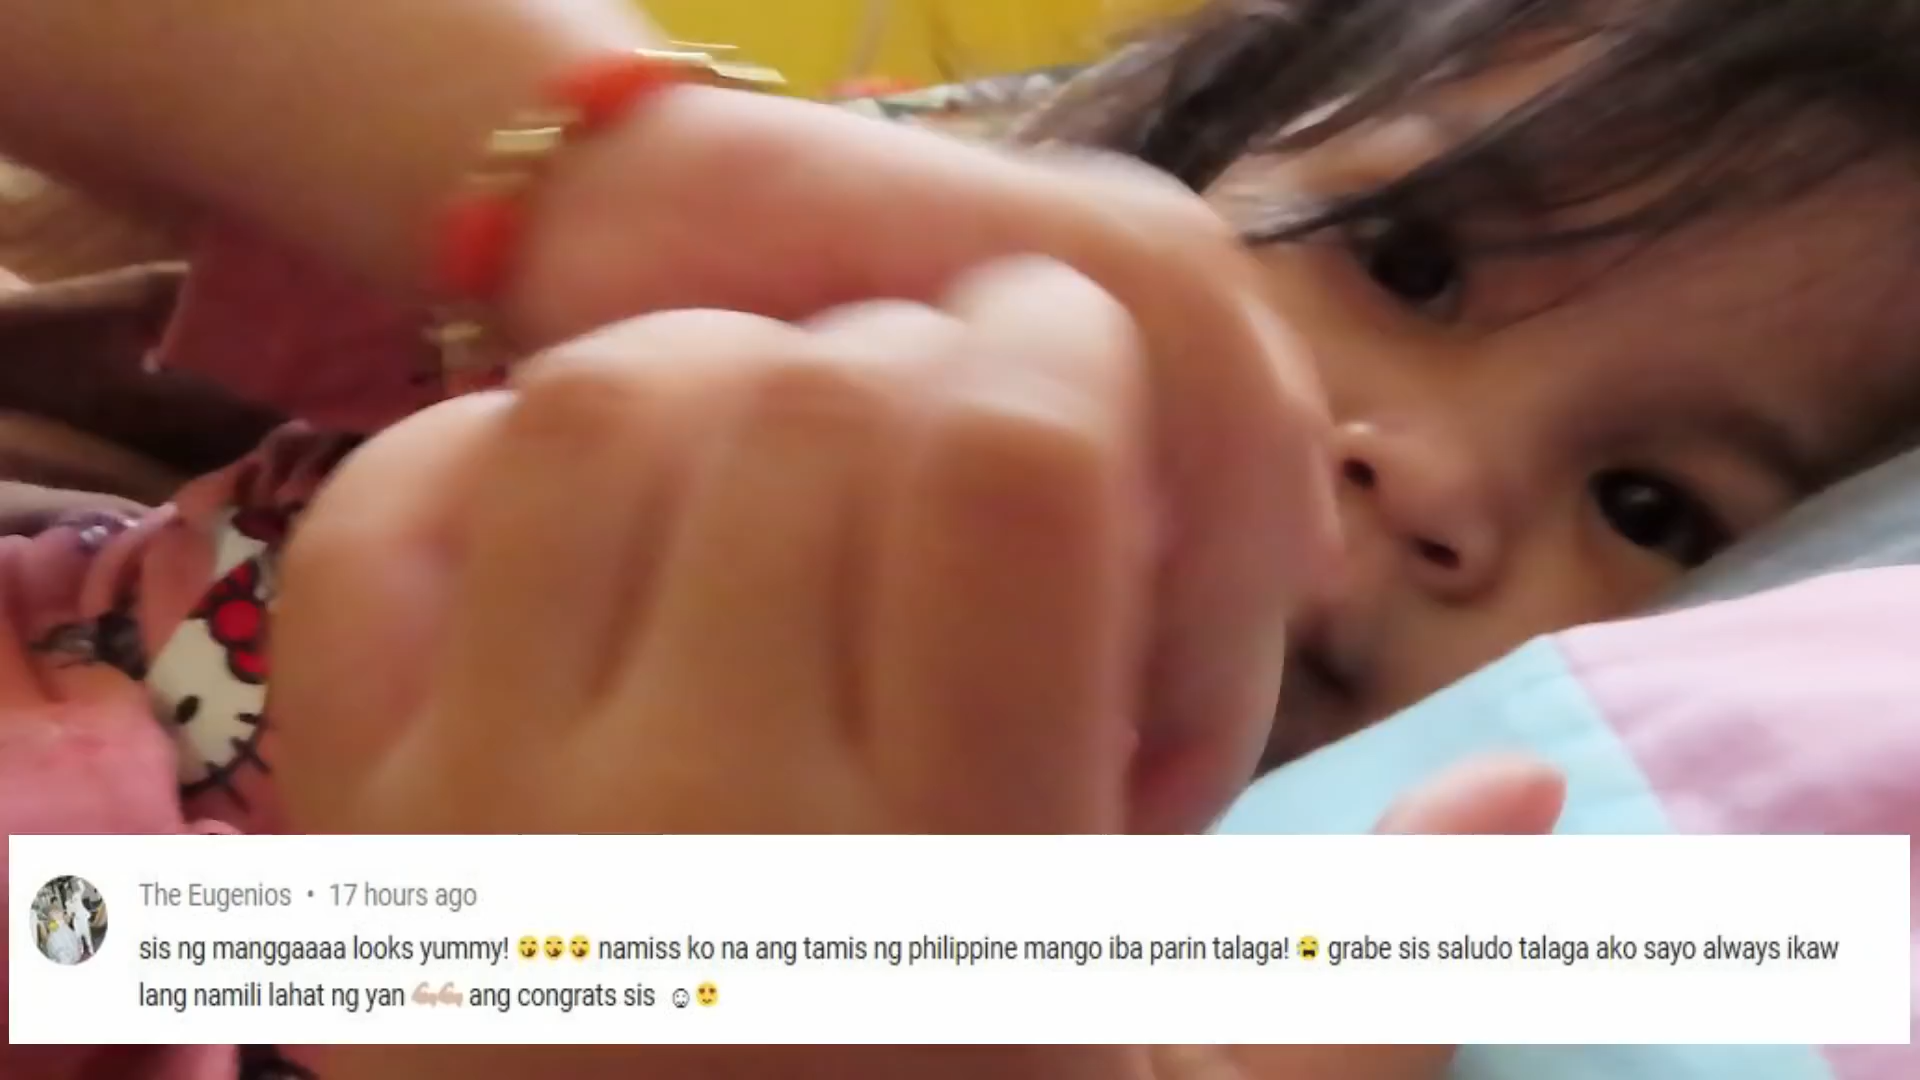 The Eugenios • 17 hours ago
sis ng manggaaaa looks yummy! 😋😋😋 namiss ko na ang tamis ng philippine mango iba parin talaga! 😭 grabe sis saludo talaga ako sayo always ikaw
lang namili lahat ng yan 💪🏻💪🏻 ang congrats sis ☺😍